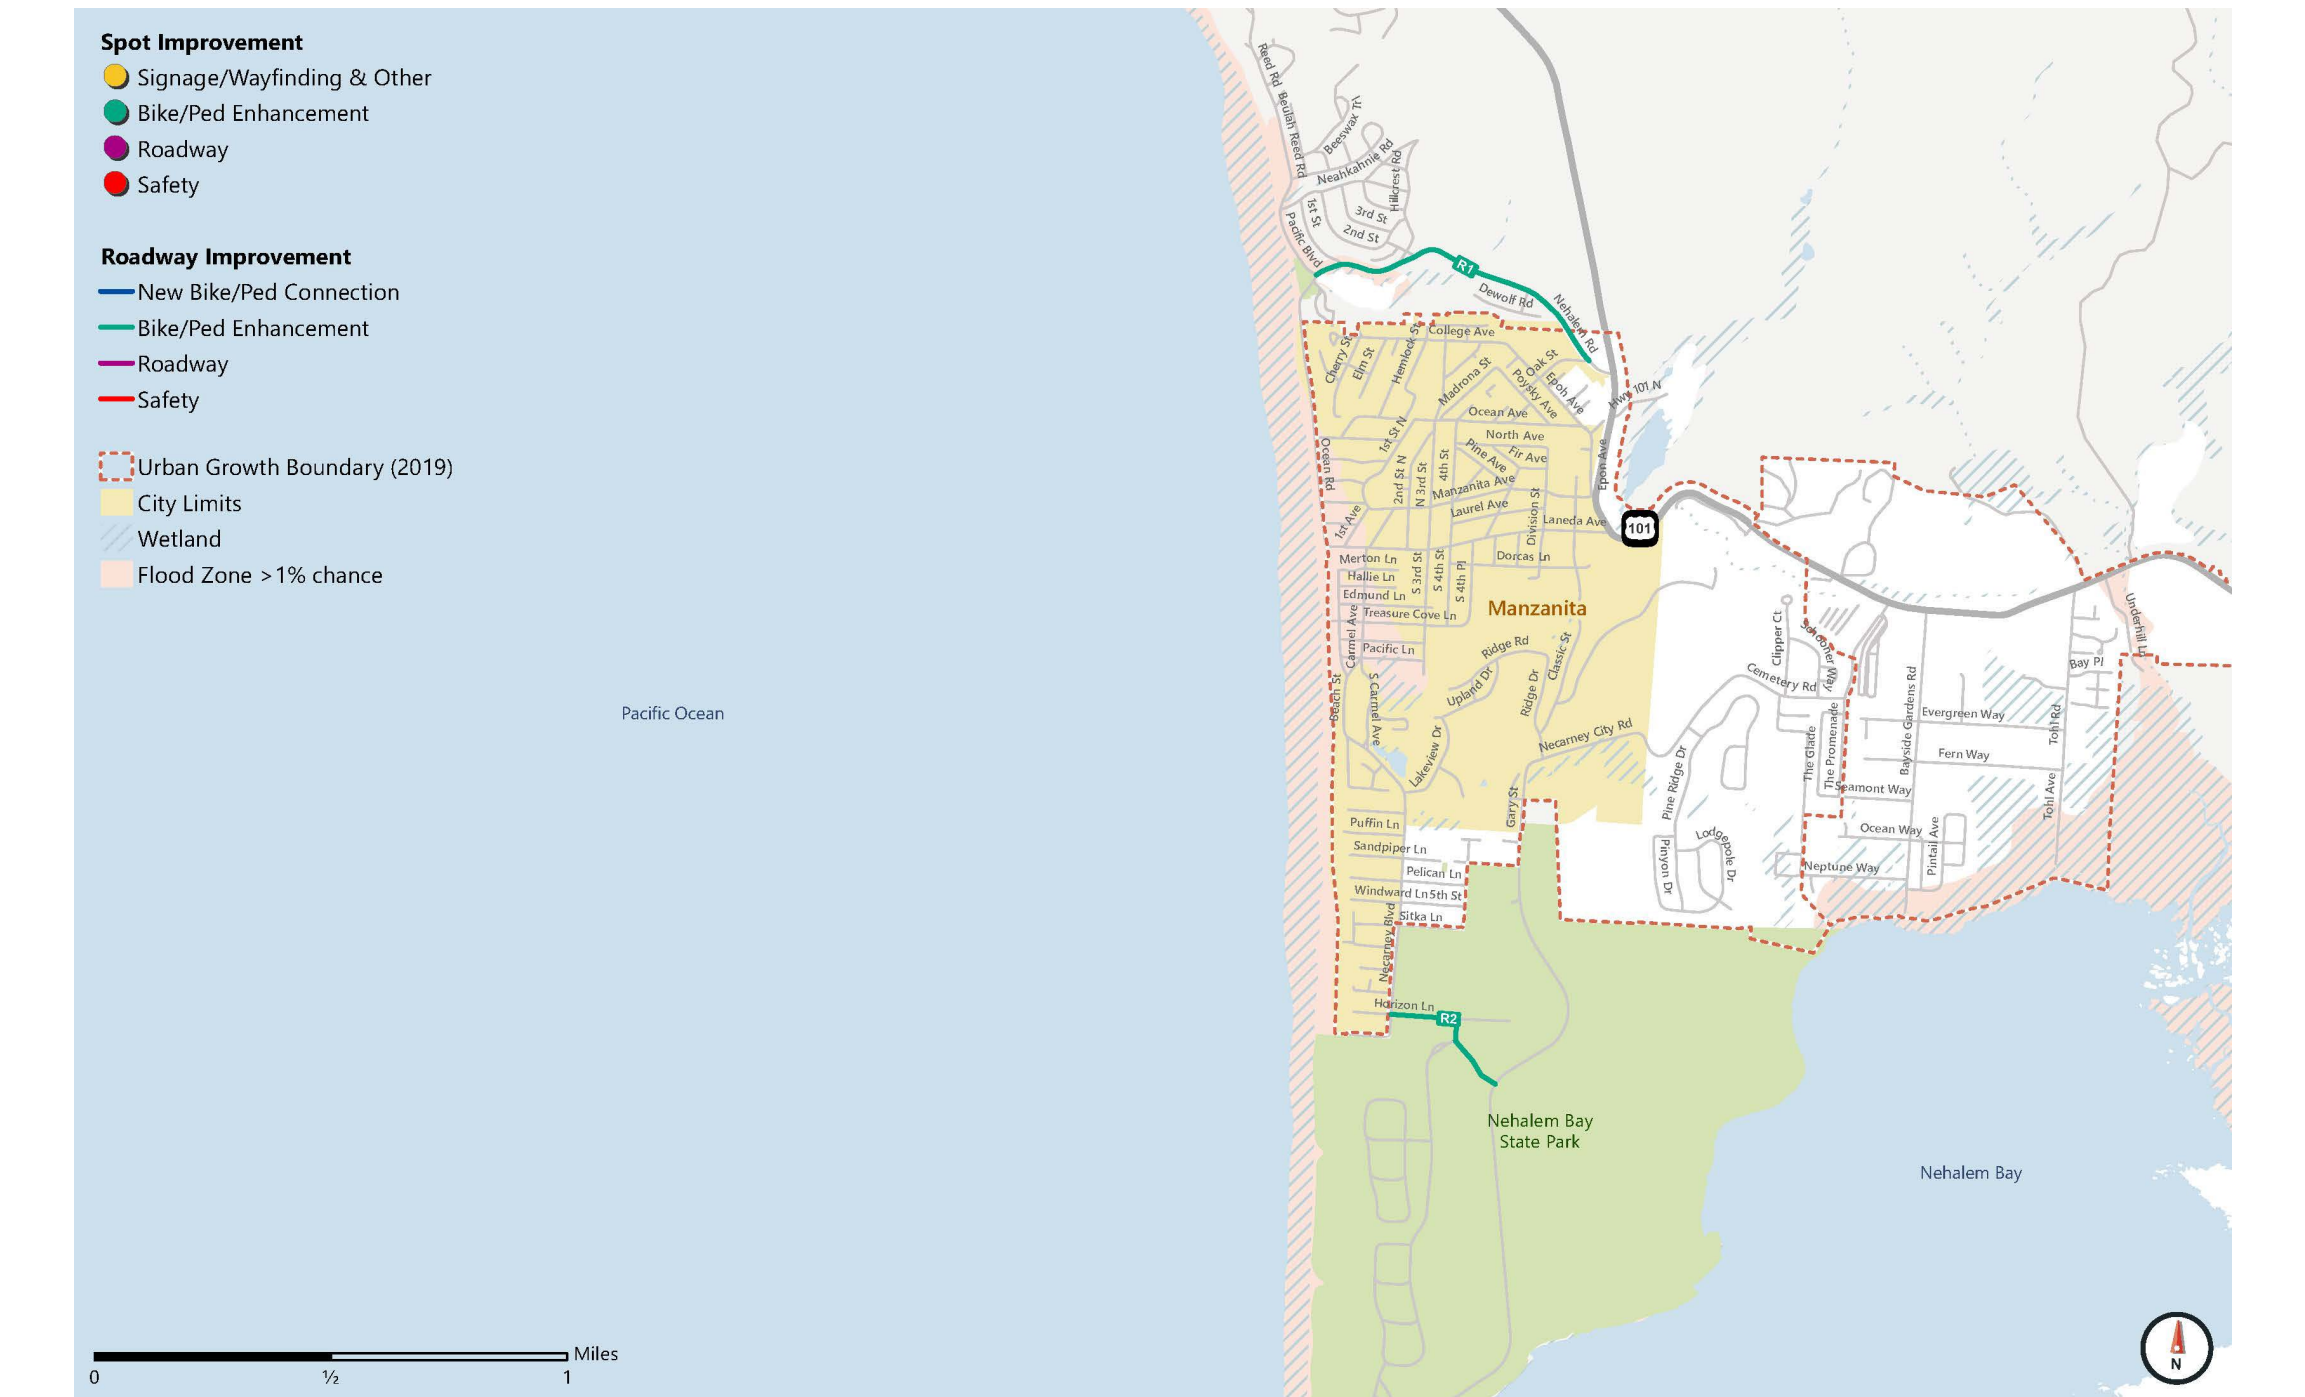 Spot Improvement
Signage/Wayfinding & Other
Bike/Ped Enhancement
Roadway
Safety
Roadway Improvement
New Bike/Ped Connection
Bike/Ped Enhancement
Roadway
Safety
Urban Growth Boundary (2019)
City Limits
Wetland
Flood Zone >1% chance
Reed Rd
Beulah Reed Rd
Beeswax Trl
Neahkahnie Rd
Hillcrest Rd
1st St
3rd St
2nd St
Pacific Blvd
R1
Dewolf Rd
Nehalem Rd
College Ave
Cherry St
Elm St
Hemlock St
Madrona St
Oak St
Poysky Ave
Epoh Ave
Hwy 101 N
Ocean Ave
1st St N
North Ave
Pine Ave
Fir Ave
Epon Ave
Ocean Rd
2nd St N
N 3rd St
4th St
Manzanita Ave
Laurel Ave
Division St
Laneda Ave
101
1st Ave
Merton Ln
Hallie Ln
Edmund Ln
Treasure Cove Ln
S 3rd St
S 4th St
S 4th Pl
Dorcas Ln
Manzanita
Carmel Ave
Pacific Ln
Ridge Rd
Classic St
Upland Dr
Ridge Dr
Beach St
S Carmel Ave
Lakeview Dr
Necarney City Rd
Gary St
Clipper Ct
Schooner Way
Cemetery Rd
Pine Ridge Dr
The Glade
The Promenade
Bayside Gardens Rd
Underhill Ln
Bay Pl
Evergreen Way
Tohl Rd
Fern Way
Seamont Way
Tohl Ave
Ocean Way
Pintail Ave
Neptune Way
Lodgepole Dr
Pinyon Dr
Puffin Ln
Sandpiper Ln
Pelican Ln
Windward Ln
5th St
Sitka Ln
Necarney Blvd
Horizon Ln
R2
Pacific Ocean
Nehalem Bay
State Park
Nehalem Bay
Miles
0
½
1
N